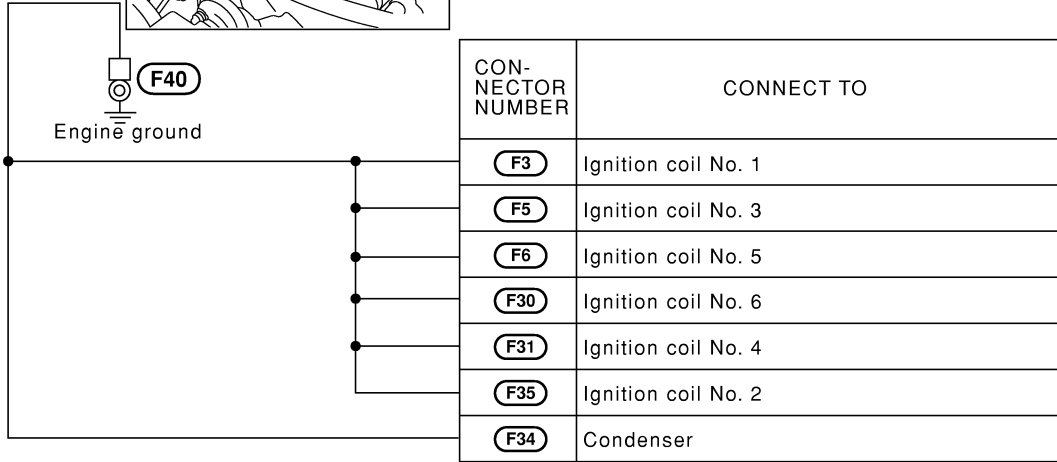 F40
Engine ground
CON-
NECTOR
NUMBER
CONNECT TO
F3 Ignition coil No. 1
F5 Ignition coil No. 3
F6 Ignition coil No. 5
F30 Ignition coil No. 6
F31 Ignition coil No. 4
F35 Ignition coil No. 2
F34 Condenser